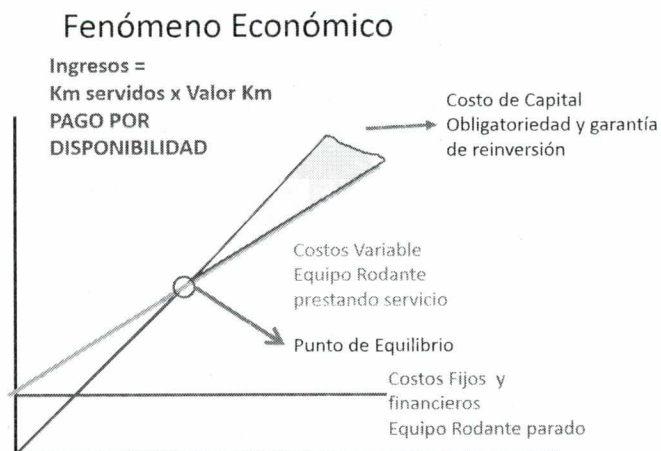 Fenómeno Económico
Ingresos =
Km servidos x Valor Km
PAGO POR
DISPONIBILIDAD
Costo de Capital
Obligatoriedad y garantía
de reinversión
Costos Variable
Equipo Rodante
prestando servicio
Punto de Equilibrio
Costos Fijos y
financieros
Equipo Rodante parado